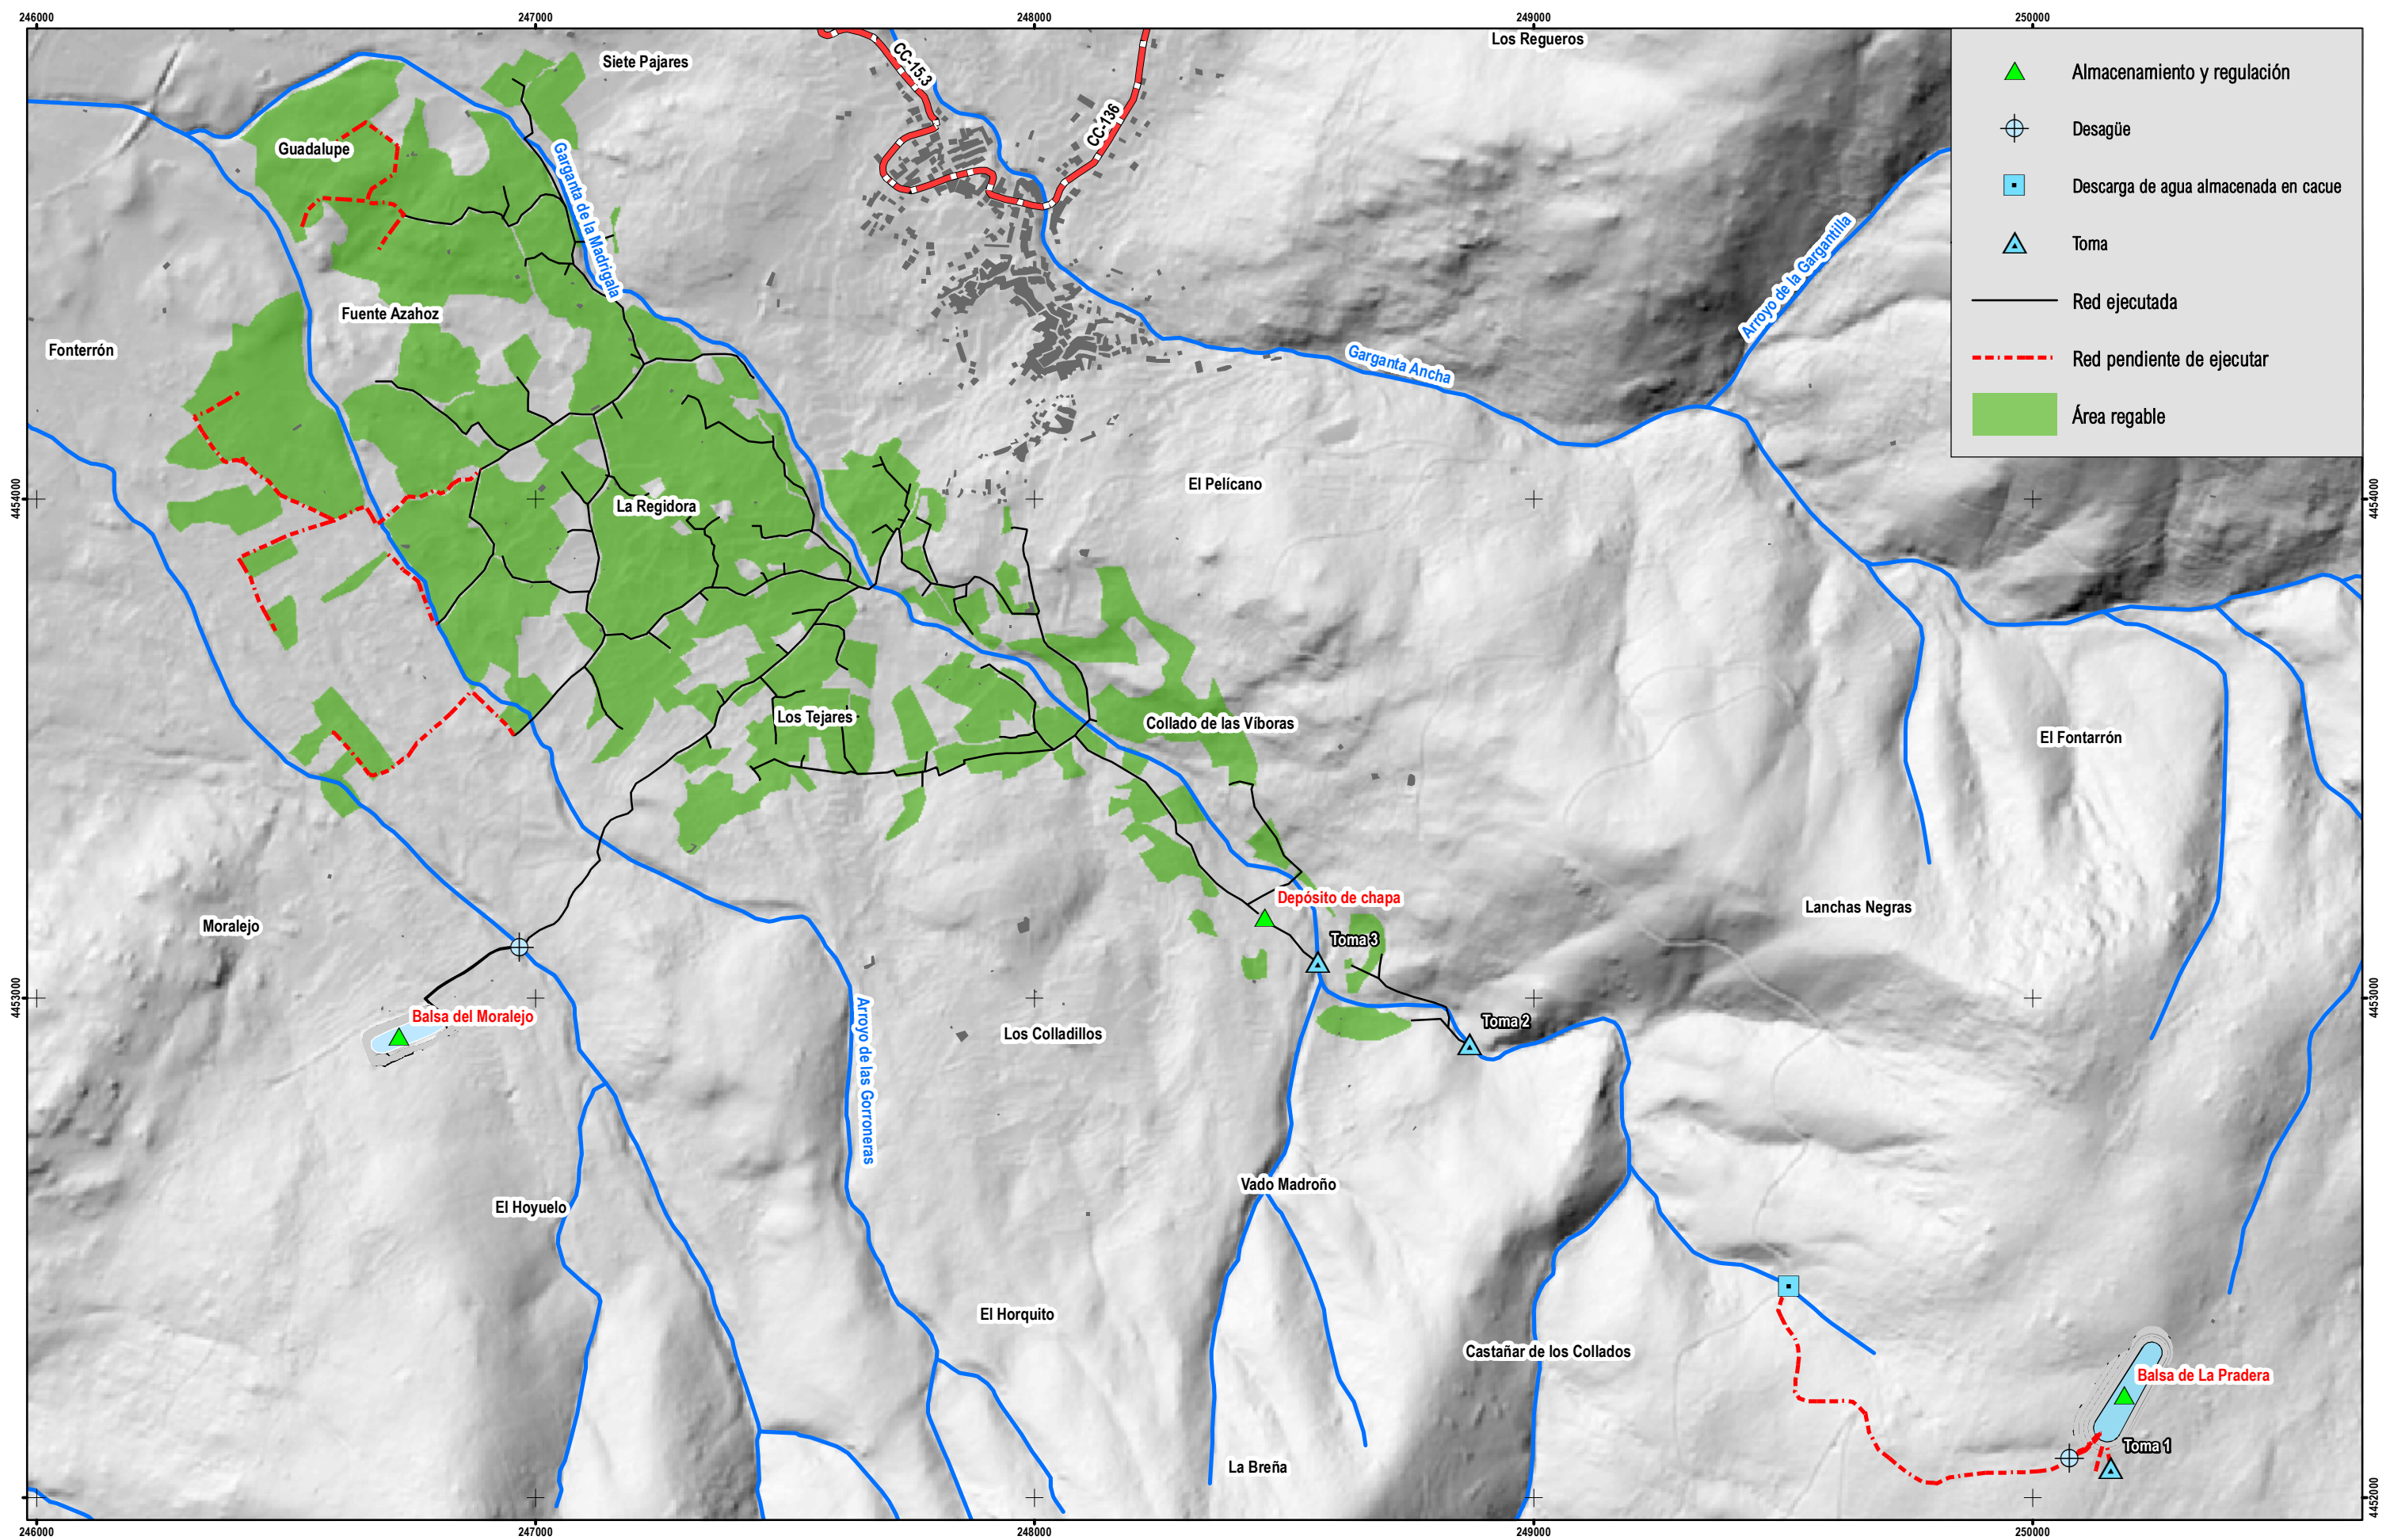 246000
247000
248000
249000
250000
Los Regueros
Siete Pajares
CC-15.3
CC-136
Almacenamiento y regulación
Desagüe
Descarga de agua almacenada en cacue
Toma
Red ejecutada
Red pendiente de ejecutar
Área regable
Guadalupe
Garganta de la Madrigala
Arroyo de la Gargantilla
Fuente Azahoz
Fonterrón
Garganta Ancha
4454000
4454000
La Regidora
El Pelícano
Los Tejares
Collado de las Víboras
El Fontarrón
Depósito de chapa
Lanchas Negras
Moralejo
Toma 3
4453000
4453000
Balsa del Moralejo
Toma 2
Los Colladillos
Arroyo de las Gorroneras
Vado Madroño
El Hoyuelo
El Horquito
Castañar de los Collados
Balsa de La Pradera
Toma 1
La Breña
4452000
246000
247000
248000
249000
250000